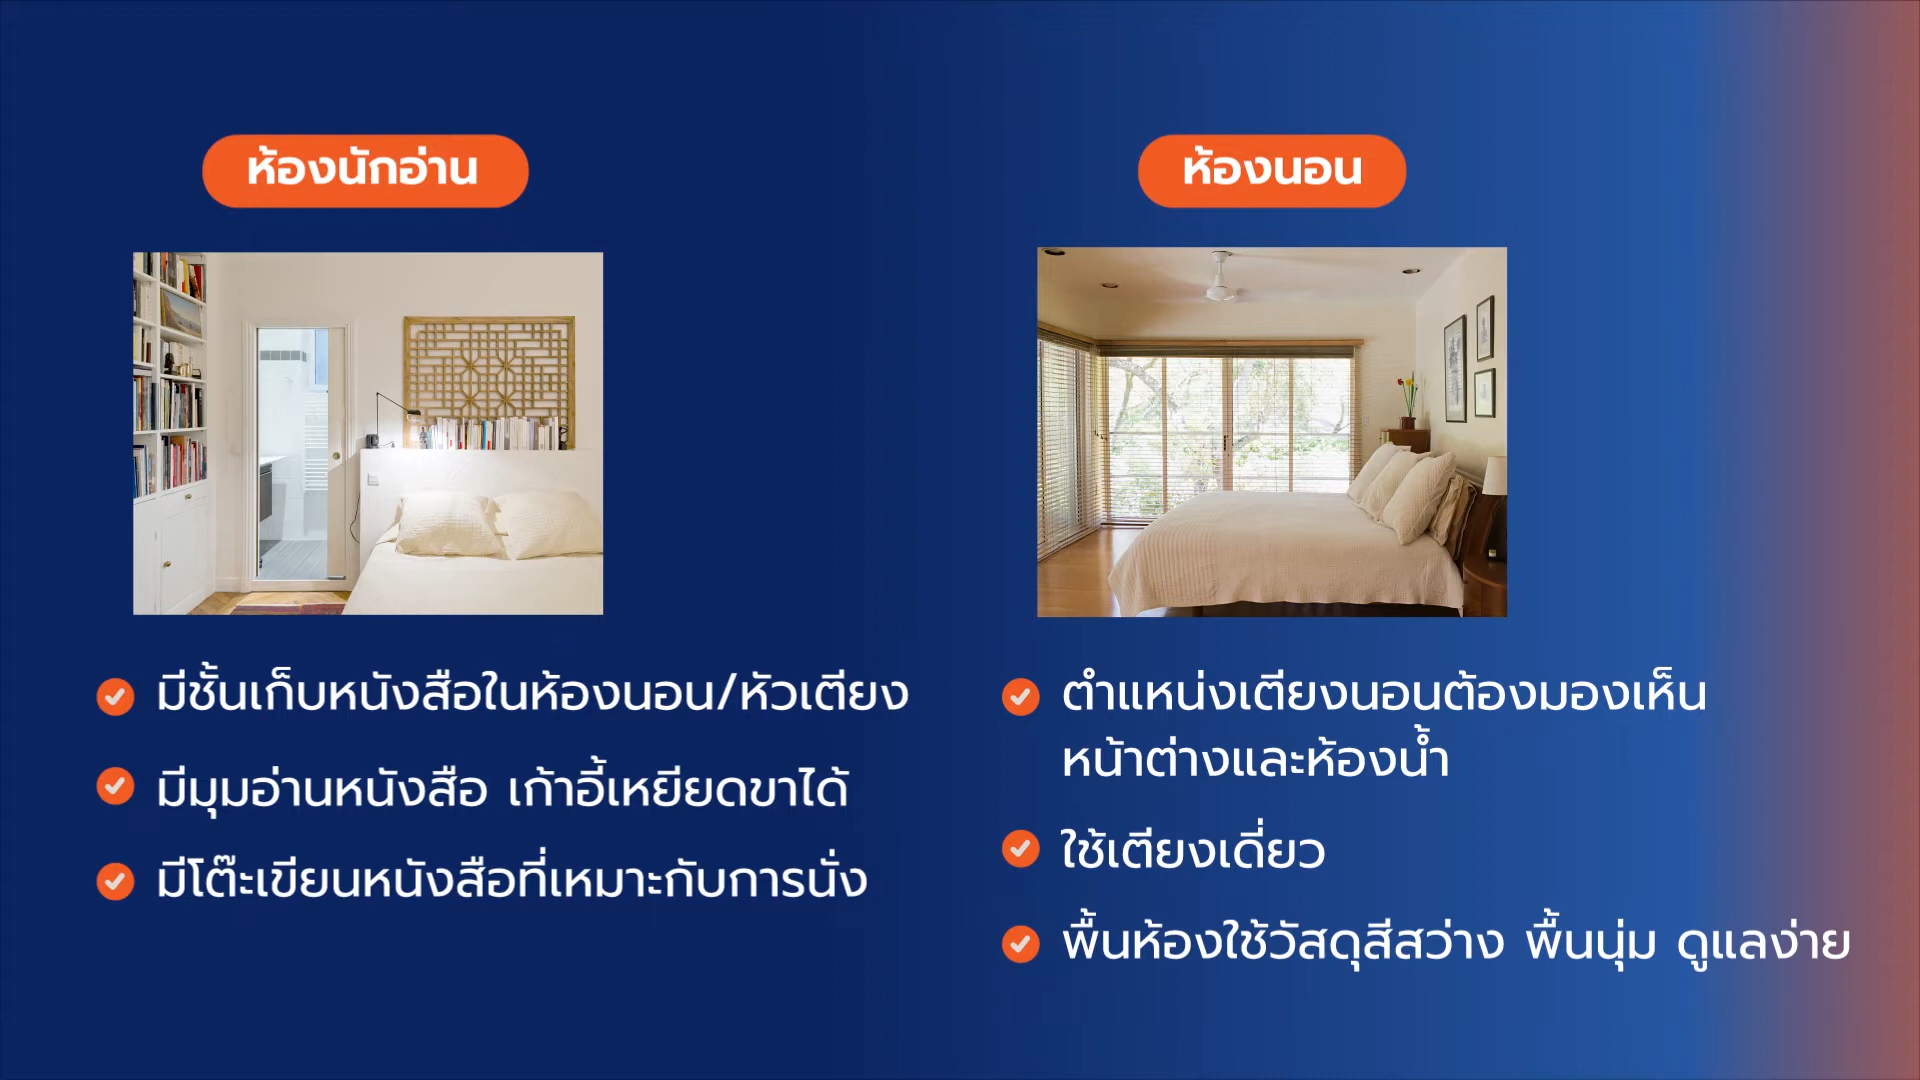 ห้องนักอ่าน
มีชั้นเก็บหนังสือในห้องนอน/หัวเตียง
มีมุมอ่านหนังสือ เก้าอี้เหยียดขาได้
มีโต๊ะเขียนหนังสือที่เหมาะกับการนั่ง
ห้องนอน
ตำแหน่งเตียงนอนต้องมองเห็น
หน้าต่างและห้องน้ำ
ใช้เตียงเดี่ยว
พื้นห้องใช้วัสดุสีสว่าง พื้นนุ่ม ดูแลง่าย